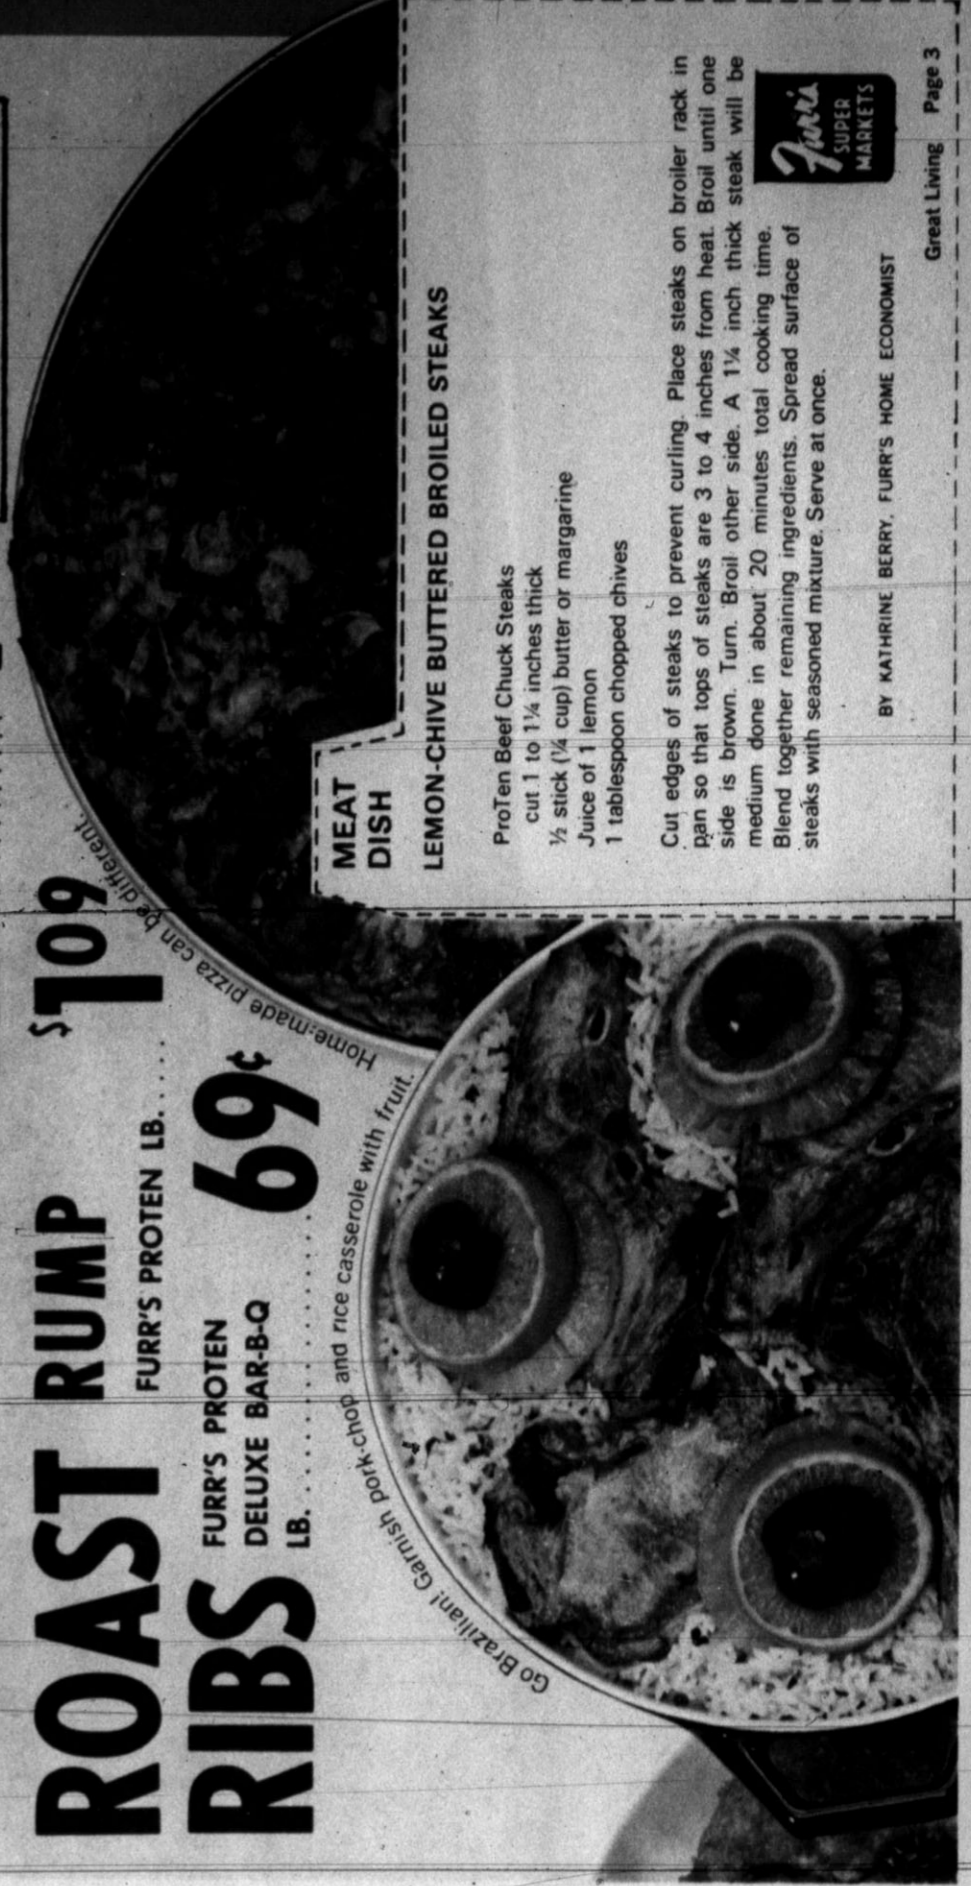 ROAST RUMP
FURR'S PROTEN LB..... $1 09
RIBS
FURR'S PROTEN
DELUXE BAR-B-Q
LB. .................... 69¢
Home-made pizza can be different.
Go Brazilian! Garnish pork-chop and rice casserole with fruit.
MEAT
DISH
LEMON-CHIVE BUTTERED BROILED STEAKS
ProTen Beef Chuck Steaks
cut 1 to 1¼ inches thick
½ stick (¼ cup) butter or margarine
Juice of 1 lemon
1 tablespoon chopped chives
Cut edges of steaks to prevent curling. Place steaks on broiler rack in
pan so that tops of steaks are 3 to 4 inches from heat. Broil until one
side is brown. Turn. Broil other side. A 1¼ inch thick steak will be
medium done in about 20 minutes total cooking time.
Blend together remaining ingredients. Spread surface of
steaks with seasoned mixture. Serve at once.
Furr's
SUPER
MARKETS
BY KATHRINE BERRY, FURR'S HOME ECONOMIST
Great Living Page 3